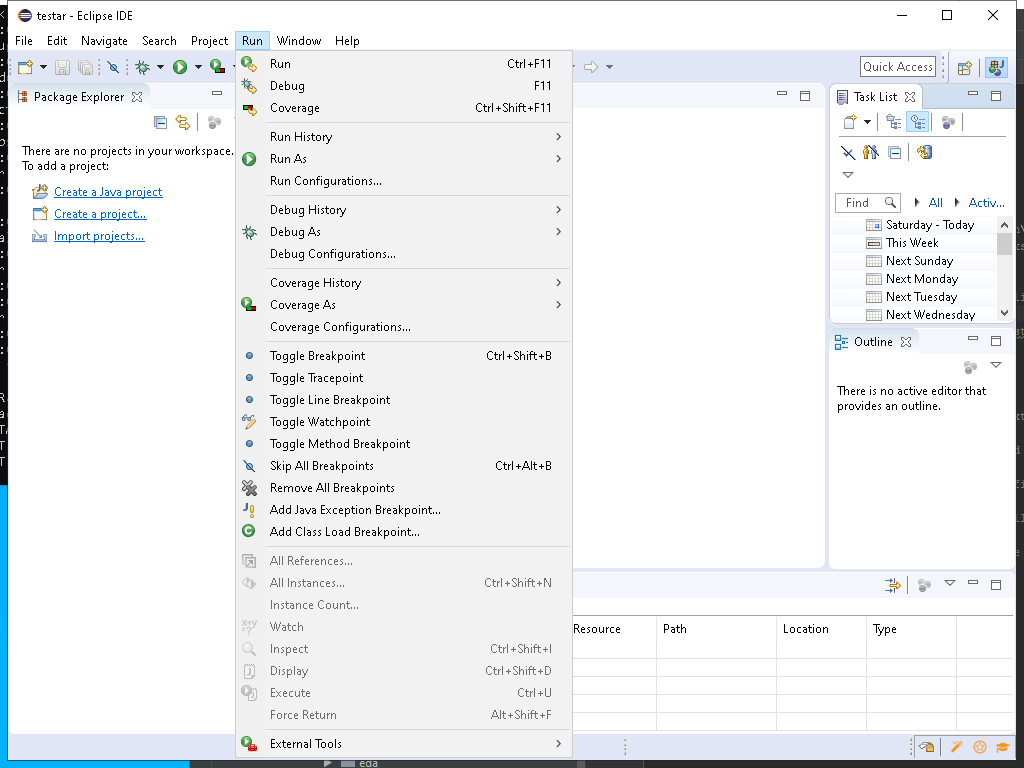 testar - Eclipse IDE
File Edit Navigate Search Project Run Window Help
Quick Access
Package Explorer
There are no projects in your workspace.
To add a project:
Create a Java project
Create a project...
Import projects...
Run Ctrl+F11
Debug F11
Coverage Ctrl+Shift+F11
Run History
Run As
Run Configurations...
Debug History
Debug As
Debug Configurations...
Coverage History
Coverage As
Coverage Configurations...
Toggle Breakpoint Ctrl+Shift+B
Toggle Tracepoint
Toggle Line Breakpoint
Toggle Watchpoint
Toggle Method Breakpoint
Skip All Breakpoints Ctrl+Alt+B
Remove All Breakpoints
Add Java Exception Breakpoint...
Add Class Load Breakpoint...
All References...
All Instances... Ctrl+Shift+N
Instance Count...
Watch
Inspect Ctrl+Shift+I
Display Ctrl+Shift+D
Execute Ctrl+U
Force Return Alt+Shift+F
External Tools
Task List
Find All Activ...
Saturday - Today
This Week
Next Sunday
Next Monday
Next Tuesday
Next Wednesday
Outline
There is no active editor that
provides an outline.
Resource Path Location Type
eda